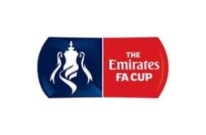 THE
Emirates
FA CUP